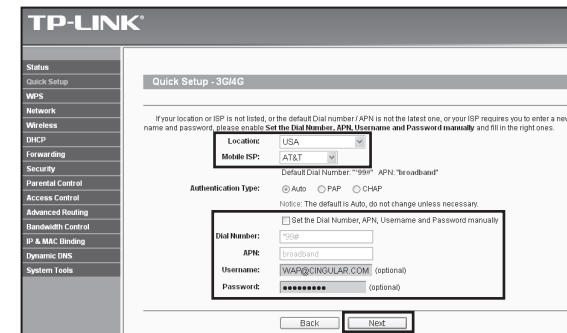 TP-LINK®
Status
Quick Setup
WPS
Network
Wireless
DHCP
Forwarding
Security
Parental Control
Access Control
Advanced Routing
Bandwidth Control
IP & MAC Binding
Dynamic DNS
System Tools
Quick Setup - 3G/4G
If your location or ISP is not listed, or the default Dial number / APN is not the latest one, or your ISP requires you to enter a new
name and password, please enable Set the Dial Number, APN, Username and Password manually and fill in the right ones.
Location: USA
Mobile ISP: AT&T
Default Dial Number: "*99#" APN: "broadband"
Authentication Type: Auto PAP CHAP
Notice: The default is Auto, do not change unless necessary.
Set the Dial Number, APN, Username and Password manually
Dial Number: *99#
APN: broadband
Username: WAP@CINGULAR.COM (optional)
Password: ●●●●●●●●● (optional)
Back Next